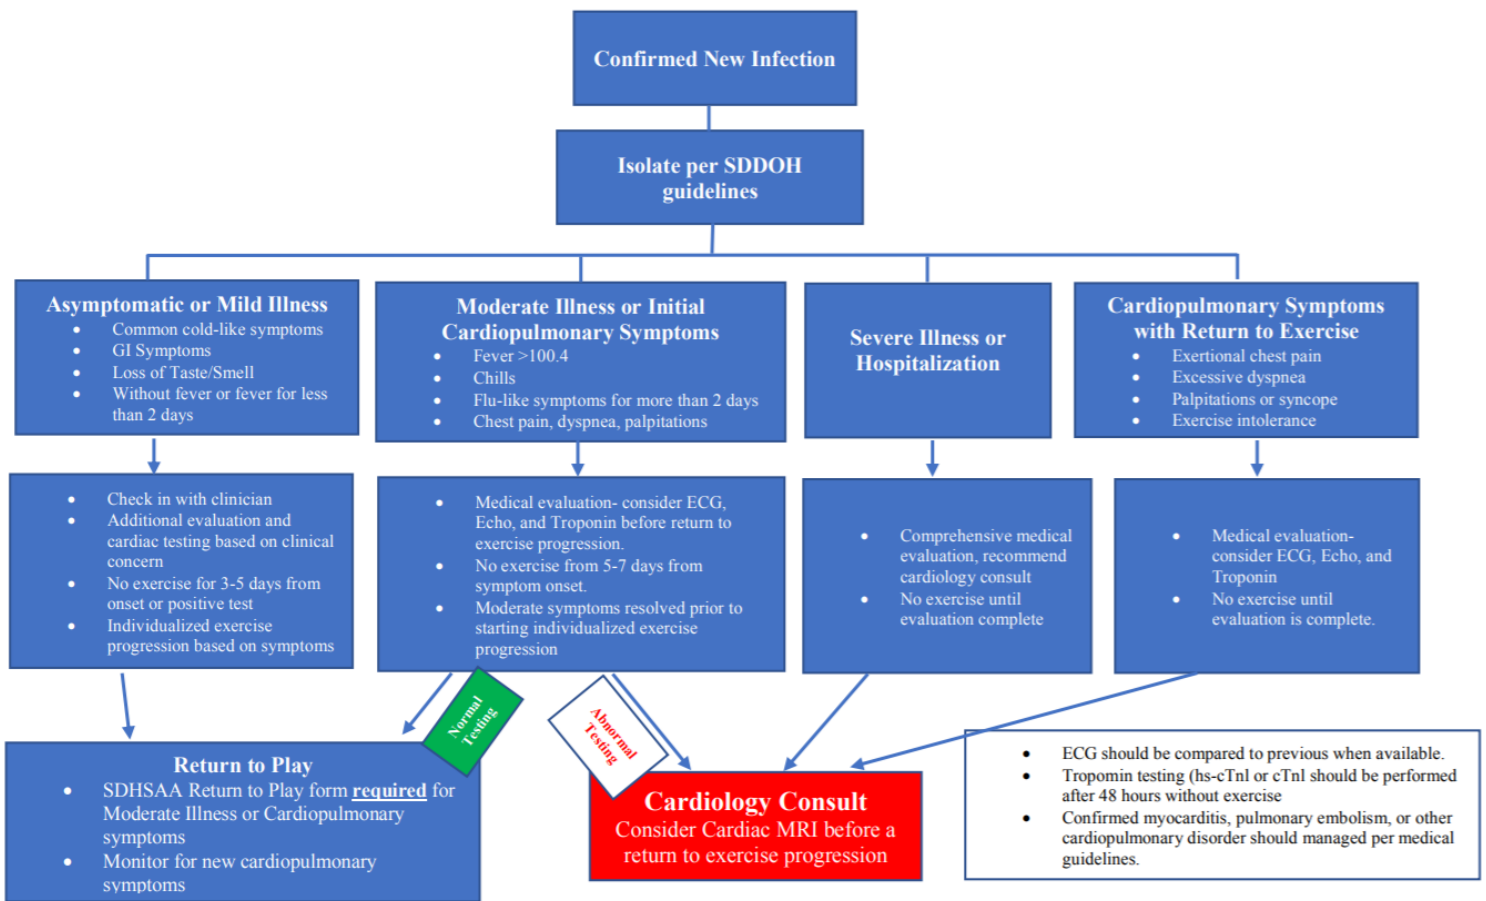 Confirmed New Infection
Isolate per SDDOH
guidelines
Asymptomatic or Mild Illness
• Common cold-like symptoms
• GI Symptoms
• Loss of Taste/Smell
• Without fever or fever for less
than 2 days
Moderate Illness or Initial
Cardiopulmonary Symptoms
• Fever >100.4
• Chills
• Flu-like symptoms for more than 2 days
• Chest pain, dyspnea, palpitations
Severe Illness or
Hospitalization
Cardiopulmonary Symptoms
with Return to Exercise
• Exertional chest pain
• Excessive dyspnea
• Palpitations or syncope
• Exercise intolerance
• Check in with clinician
• Additional evaluation and
cardiac testing based on clinical
concern
• No exercise for 3-5 days from
onset or positive test
• Individualized exercise
progression based on symptoms
• Medical evaluation- consider ECG,
Echo, and Troponin before return to
exercise progression.
• No exercise from 5-7 days from
symptom onset.
• Moderate symptoms resolved prior to
starting individualized exercise
progression
• Comprehensive medical
evaluation, recommend
cardiology consult
• No exercise until
evaluation complete
• Medical evaluation-
consider ECG, Echo, and
Troponin
• No exercise until
evaluation is complete.
Normal
Testing
Abnormal
Testing
Return to Play
• SDHSAA Return to Play form required for
Moderate Illness or Cardiopulmonary
symptoms
• Monitor for new cardiopulmonary
symptoms
Cardiology Consult
Consider Cardiac MRI before a
return to exercise progression
• ECG should be compared to previous when available.
• Tropomin testing (hs-cTnl or cTnl should be performed
after 48 hours without exercise
• Confirmed myocarditis, pulmonary embolism, or other
cardiopulmonary disorder should managed per medical
guidelines.